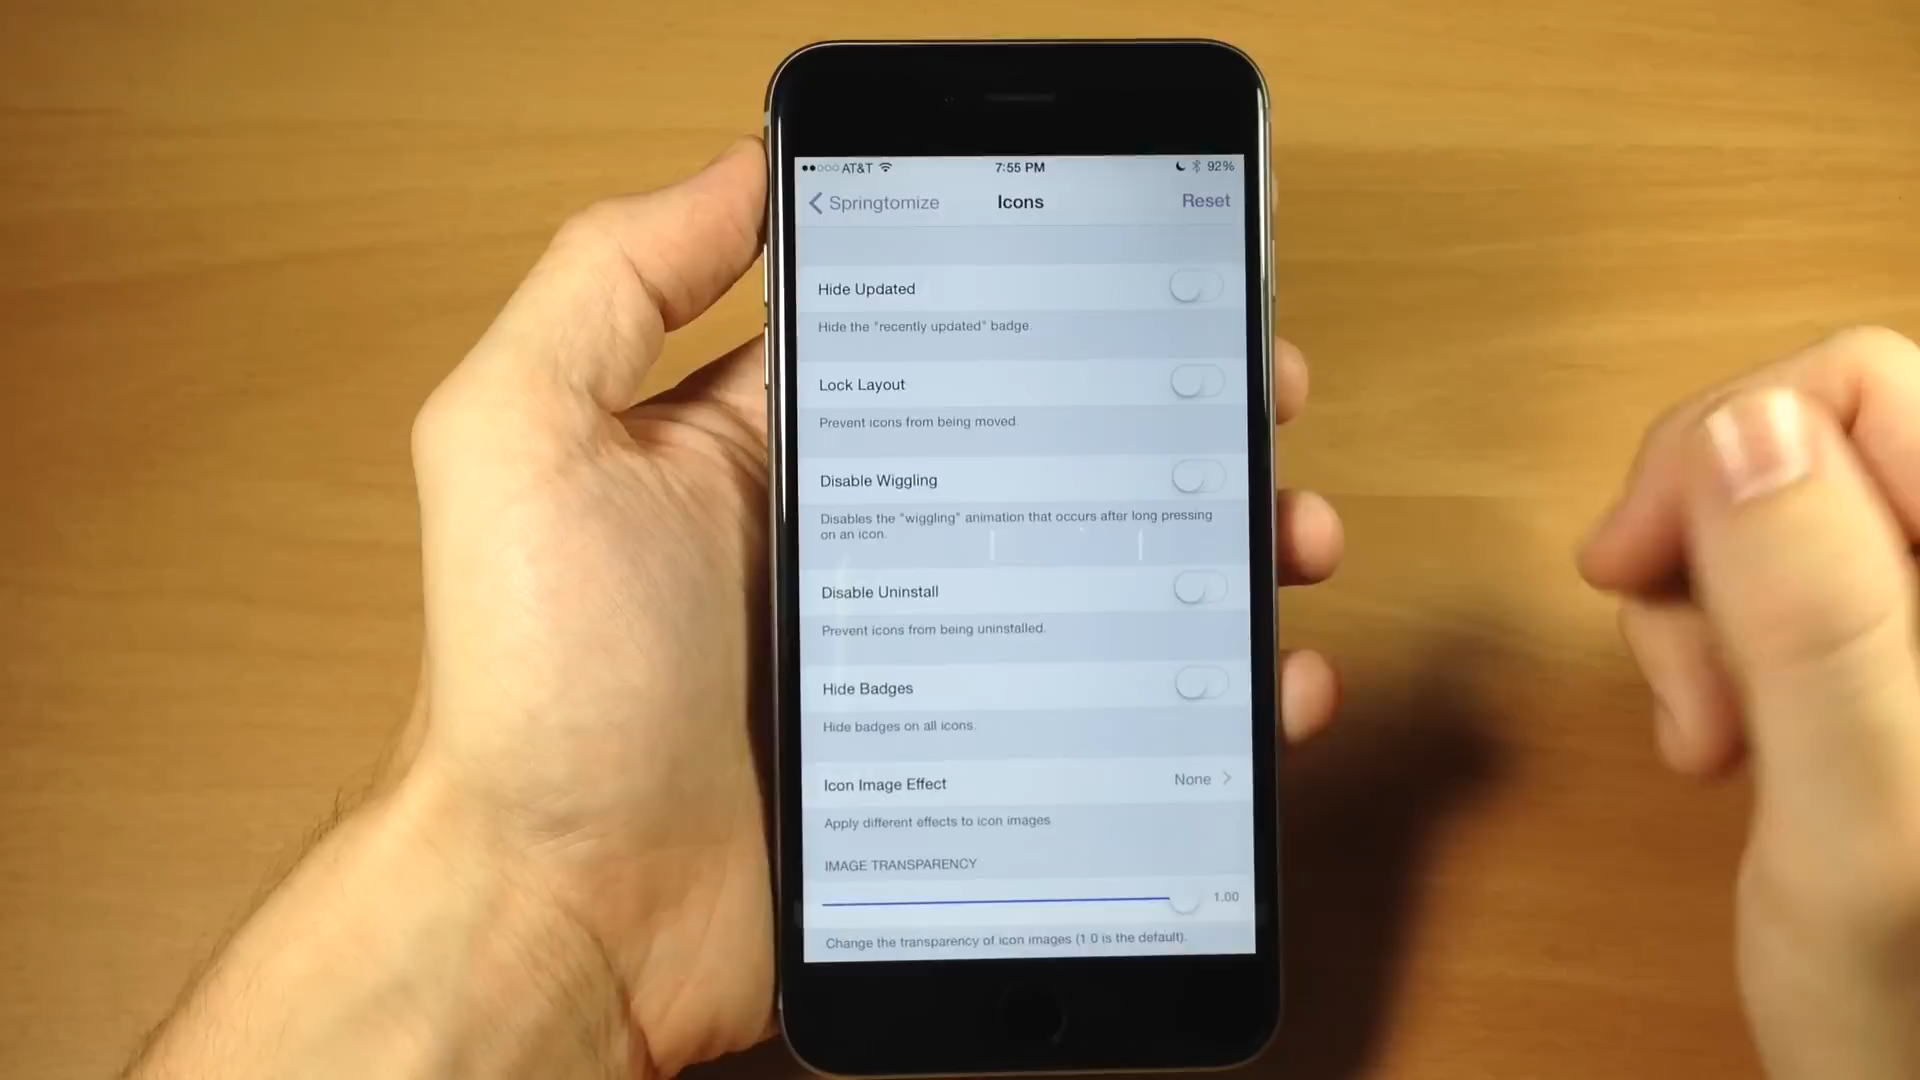 AT&T 7:55 PM 92%
Springtomize Icons Reset
Hide Updated
Hide the "recently updated" badge.
Lock Layout
Prevent icons from being moved.
Disable Wiggling
Disables the "wiggling" animation that occurs after long pressing
on an icon.
Disable Uninstall
Prevent icons from being uninstalled.
Hide Badges
Hide badges on all icons.
Icon Image Effect None
Apply different effects to icon images
IMAGE TRANSPARENCY
1.00
Change the transparency of icon images (1.0 is the default).